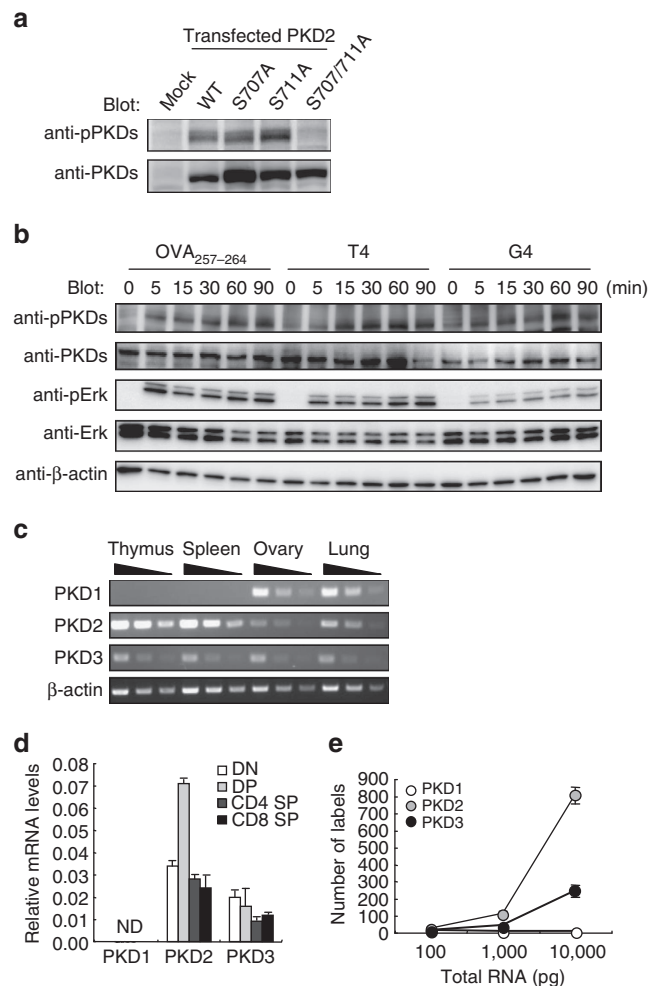 a
Transfected PKD2
Blot: Mock WT S707A S711A S707/711A
anti-pPKDs
anti-PKDs
b
OVA257–264 T4 G4
Blot: 0 5 15 30 60 90 0 5 15 30 60 90 0 5 15 30 60 90 (min)
anti-pPKDs
anti-PKDs
anti-pErk
anti-Erk
anti-β-actin
c
Thymus Spleen Ovary Lung
PKD1
PKD2
PKD3
β-actin
d
Relative mRNA levels
0.08
0.07
0.06
0.05
0.04
0.03
0.02
0.01
0.00
DN
DP
CD4 SP
CD8 SP
ND
PKD1 PKD2 PKD3
e
Number of labels
900
800
700
600
500
400
300
200
100
0
PKD1
PKD2
PKD3
100 1,000 10,000
Total RNA (pg)